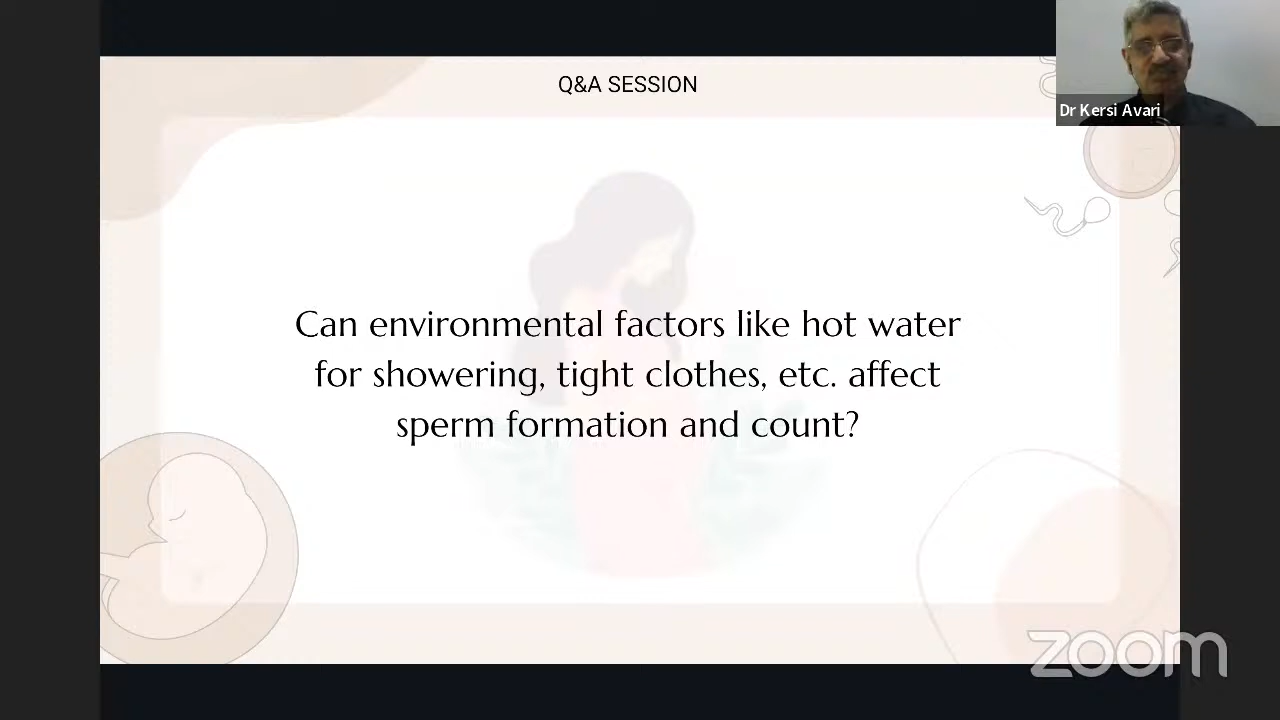 Q&A SESSION
Dr Kersi Avari
Can environmental factors like hot water
for showering, tight clothes, etc. affect
sperm formation and count?
zoom